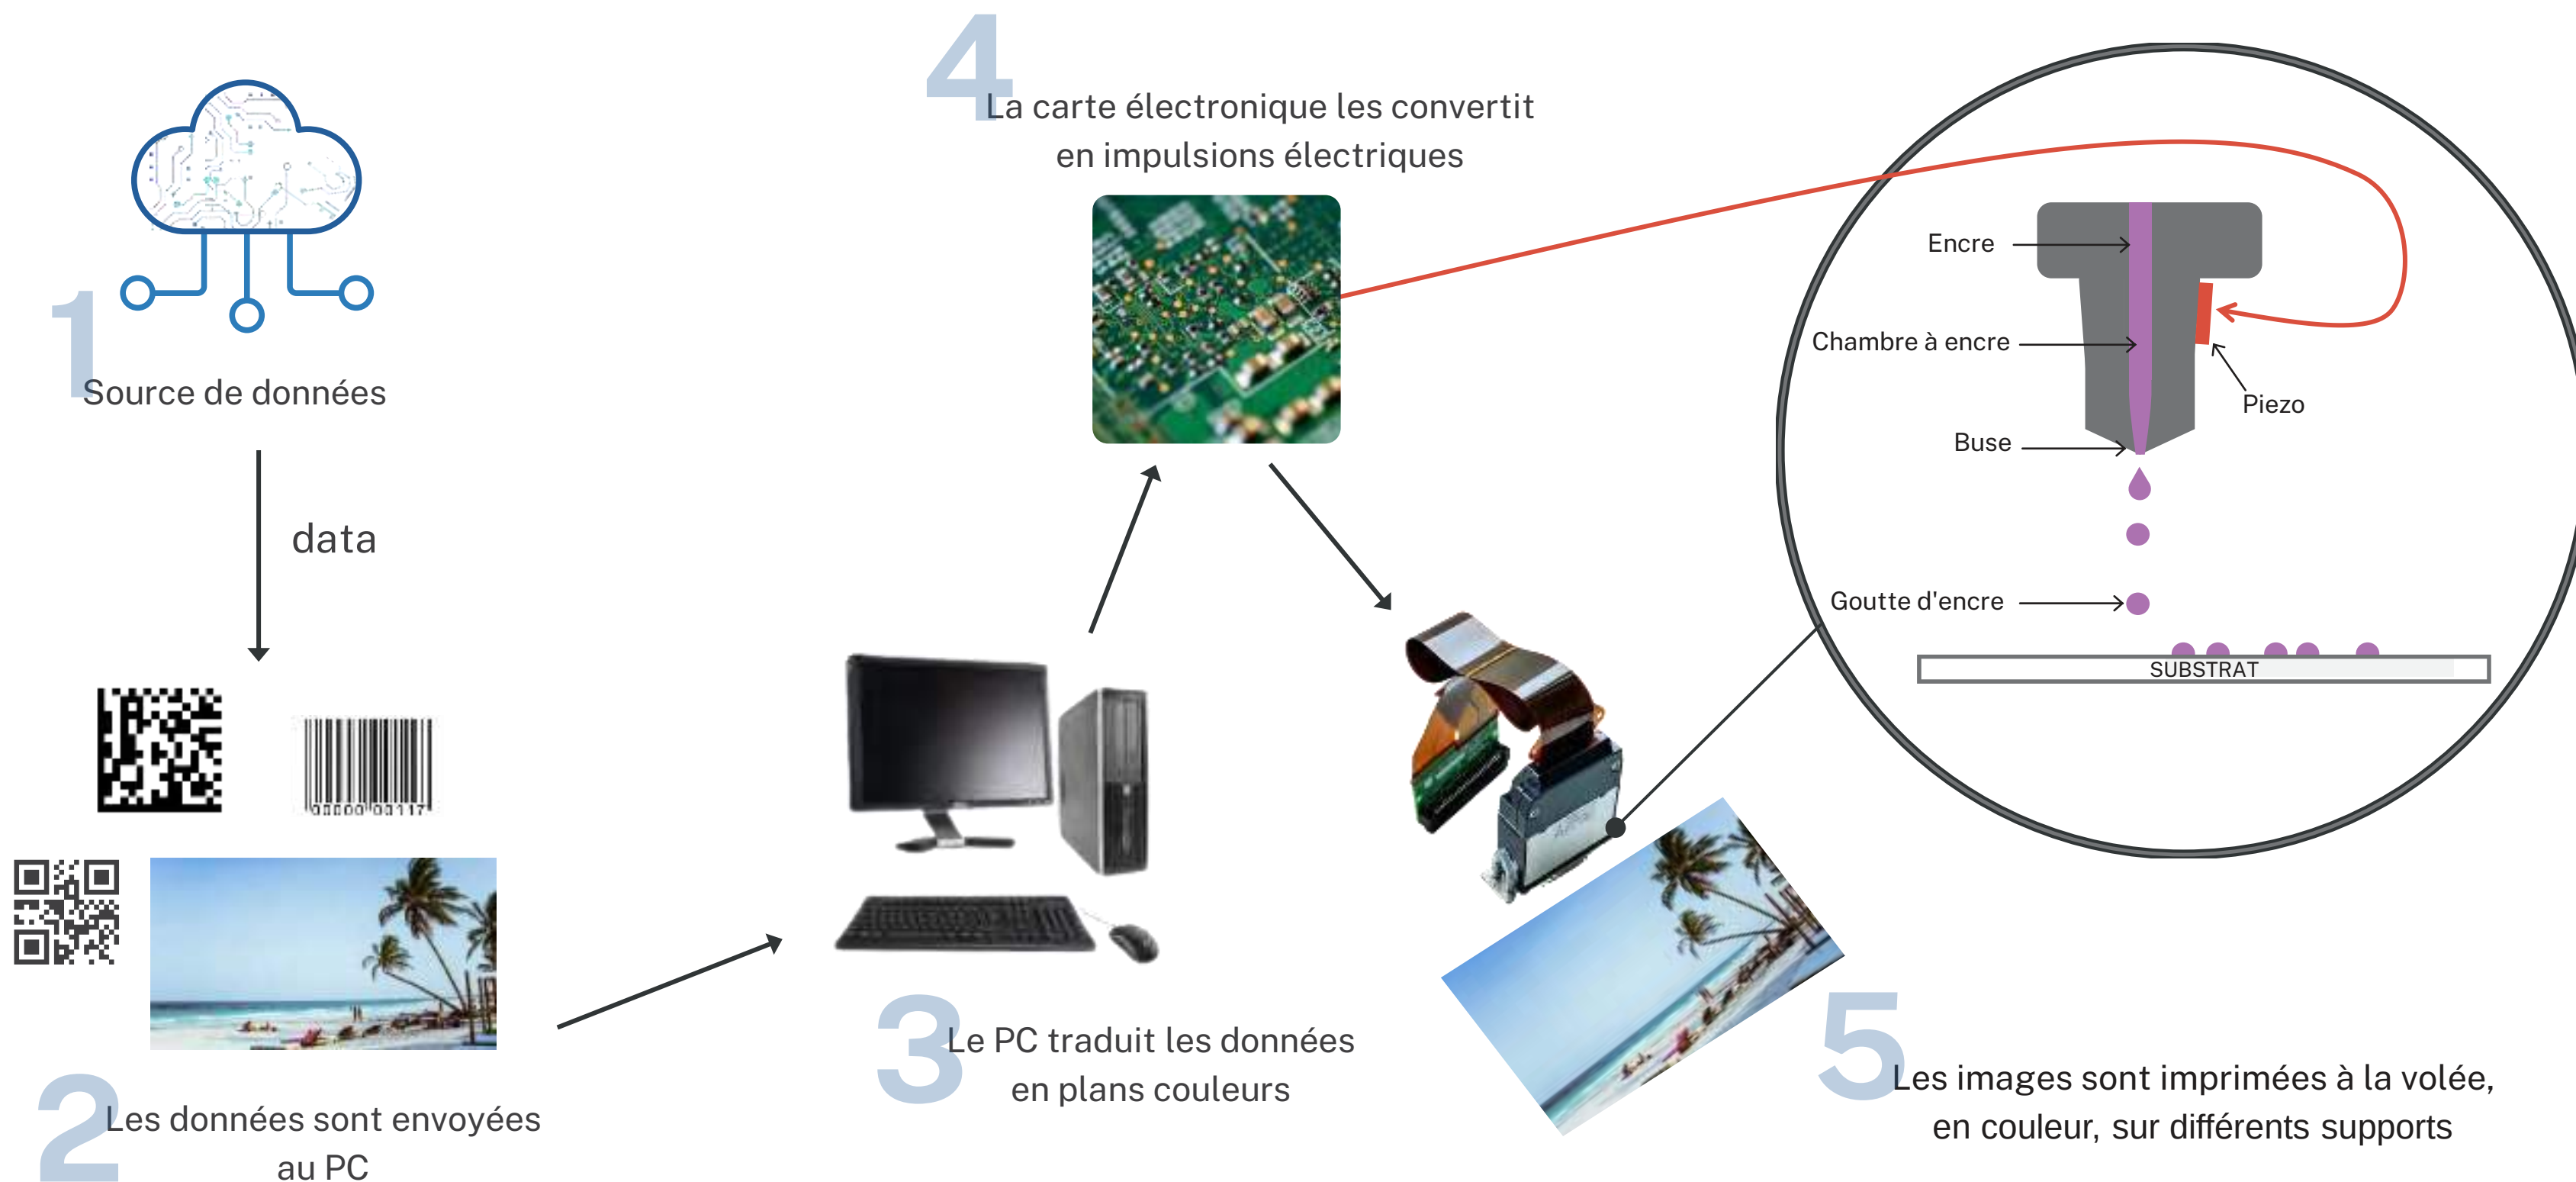 1
Source de données
data
00000 00117
2
Les données sont envoyées
au PC
3
Le PC traduit les données
en plans couleurs
4
La carte électronique les convertit
en impulsions électriques
Encre
Chambre à encre
Piezo
Buse
Goutte d'encre
SUBSTRAT
5
Les images sont imprimées à la volée,
en couleur, sur différents supports